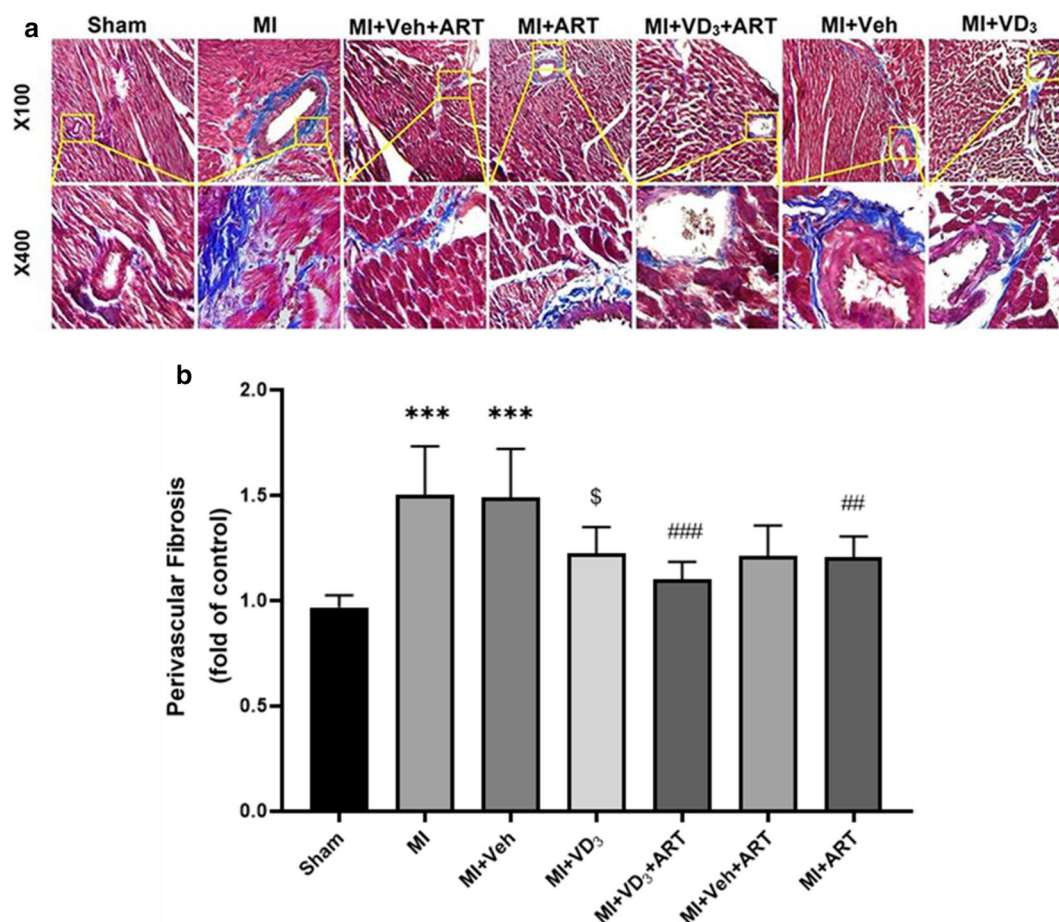 a
Sham MI MI+Veh+ART MI+ART MI+VD₃+ART MI+Veh MI+VD₃
X100
X400
b
Perivascular Fibrosis
(fold of control)
2.0
1.5
1.0
0.5
0.0
*** *** $ ### ##
Sham MI MI+Veh MI+VD₃ MI+VD₃+ART MI+Veh+ART MI+ART